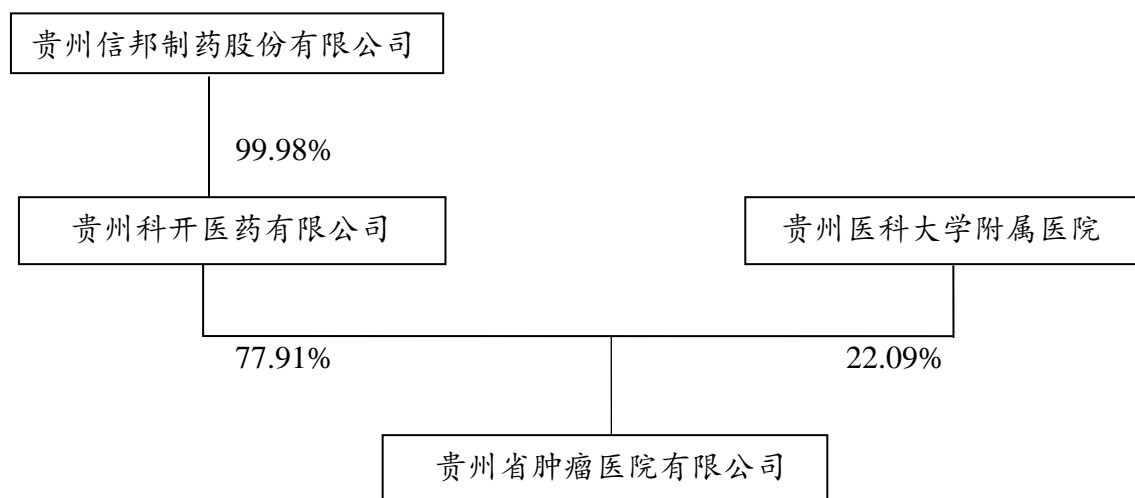 贵州信邦制药股份有限公司
99.98%
贵州科开医药有限公司
贵州医科大学附属医院
77.91%
22.09%
贵州省肿瘤医院有限公司